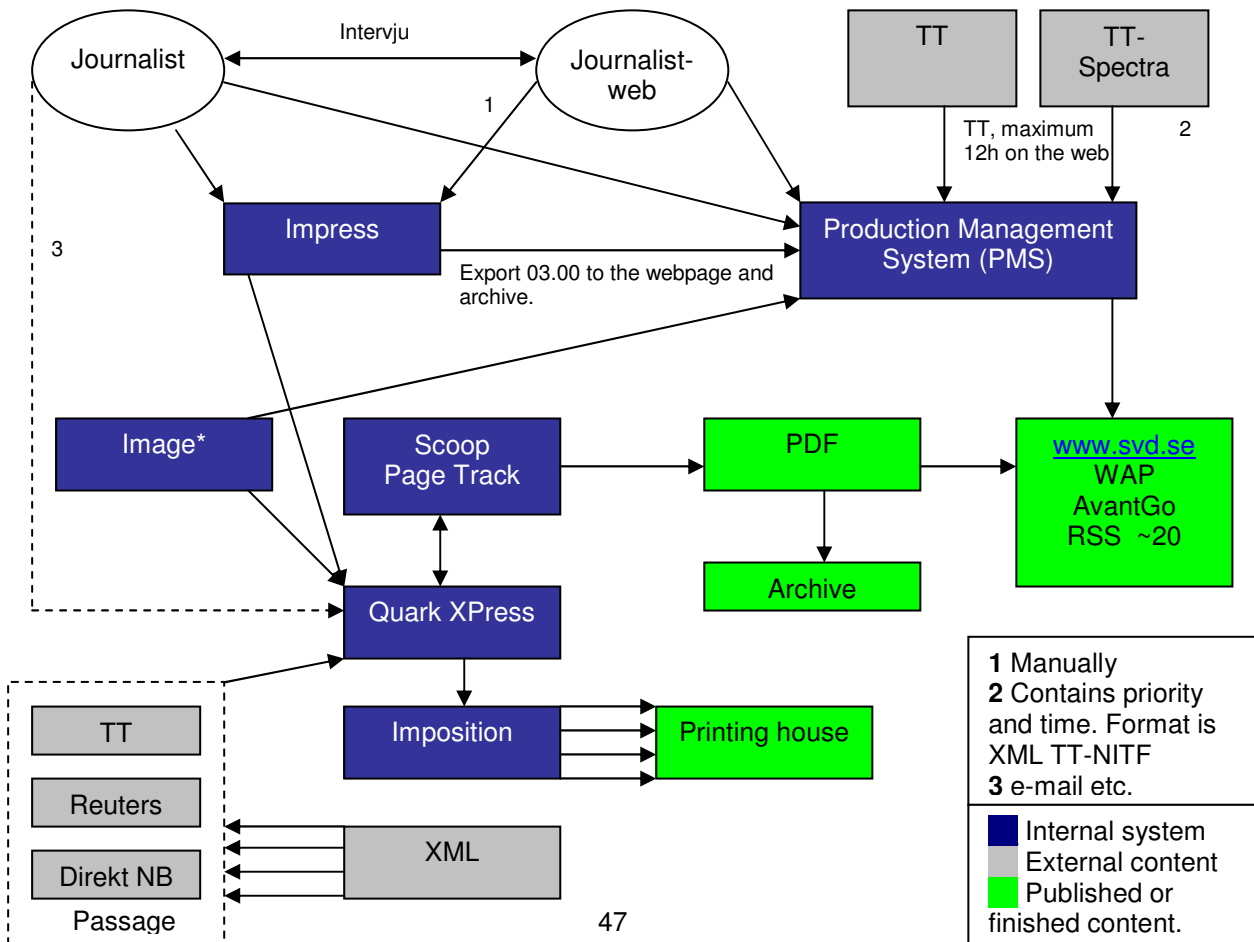 Journalist
Intervju
Journalist-
web
TT
TT-
Spectra
1
TT, maximum
12h on the web
2
Impress
Production Management
System (PMS)
3
Export 03.00 to the webpage and
archive.
Image*
Scoop
Page Track
PDF
www.svd.se
WAP
AvantGo
RSS ~20
Archive
Quark XPress
TT
Reuters
Direkt NB
Passage
Imposition
Printing house
XML
1 Manually
2 Contains priority
and time. Format is
XML TT-NITF
3 e-mail etc.
Internal system
External content
Published or
finished content.
47